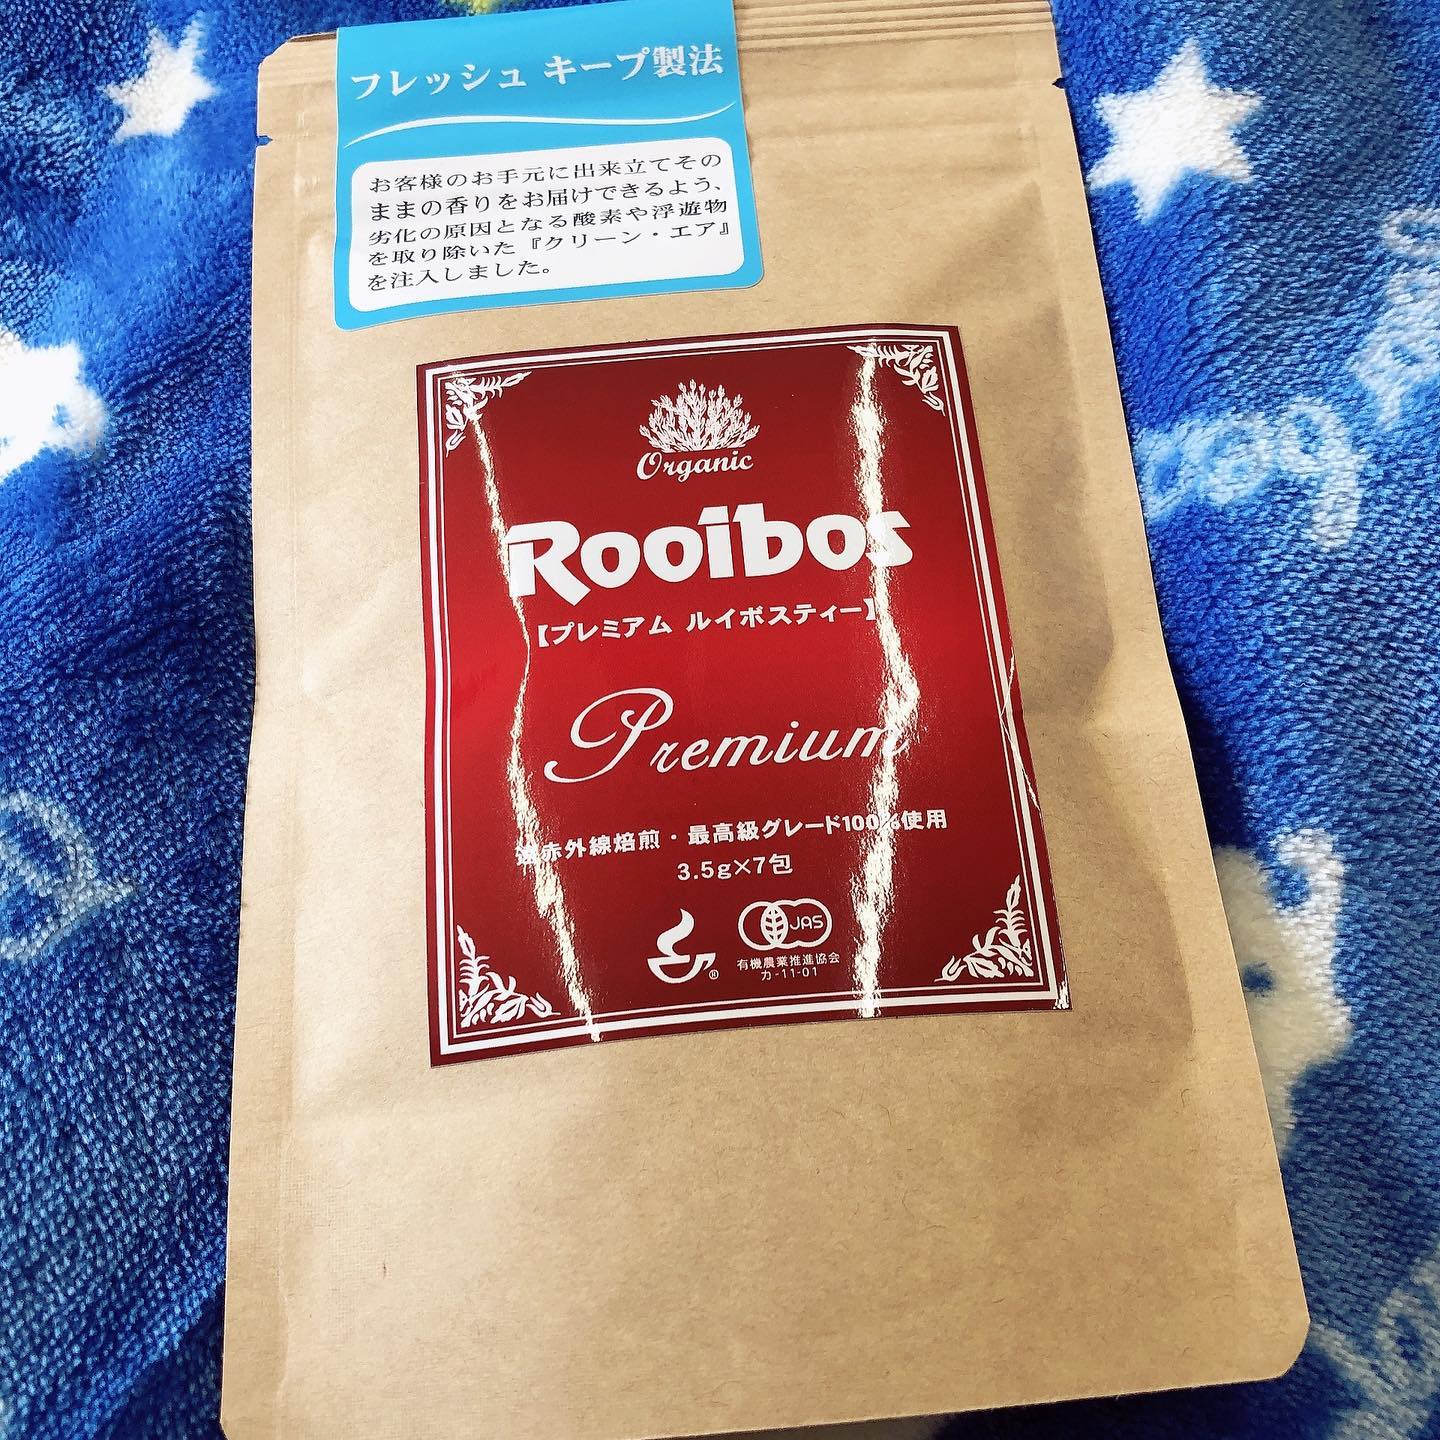 フレッシュ キープ製法
お客様のお手元に出来立てその
ままの香りをお届けできるよう、
劣化の原因となる酸素や浮遊物
を取り除いた『クリーン・エア』
を注入しました。
Organic
Rooibos
【プレミアム ルイボスティー】
Premium
遠赤外線焙煎・最高級グレード100%使用
3.5g×7包
®
JAS
有機農業推進協会
カ-11-01